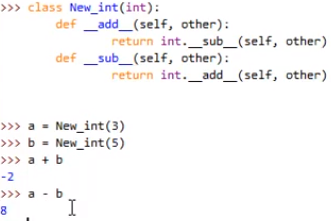 >>> class New_int(int):
        def __add__(self, other):
                return int.__sub__(self, other)
        def __sub__(self, other):
                return int.__add__(self, other)
>>> a = New_int(3)
>>> b = New_int(5)
>>> a + b
-2
>>> a - b
8